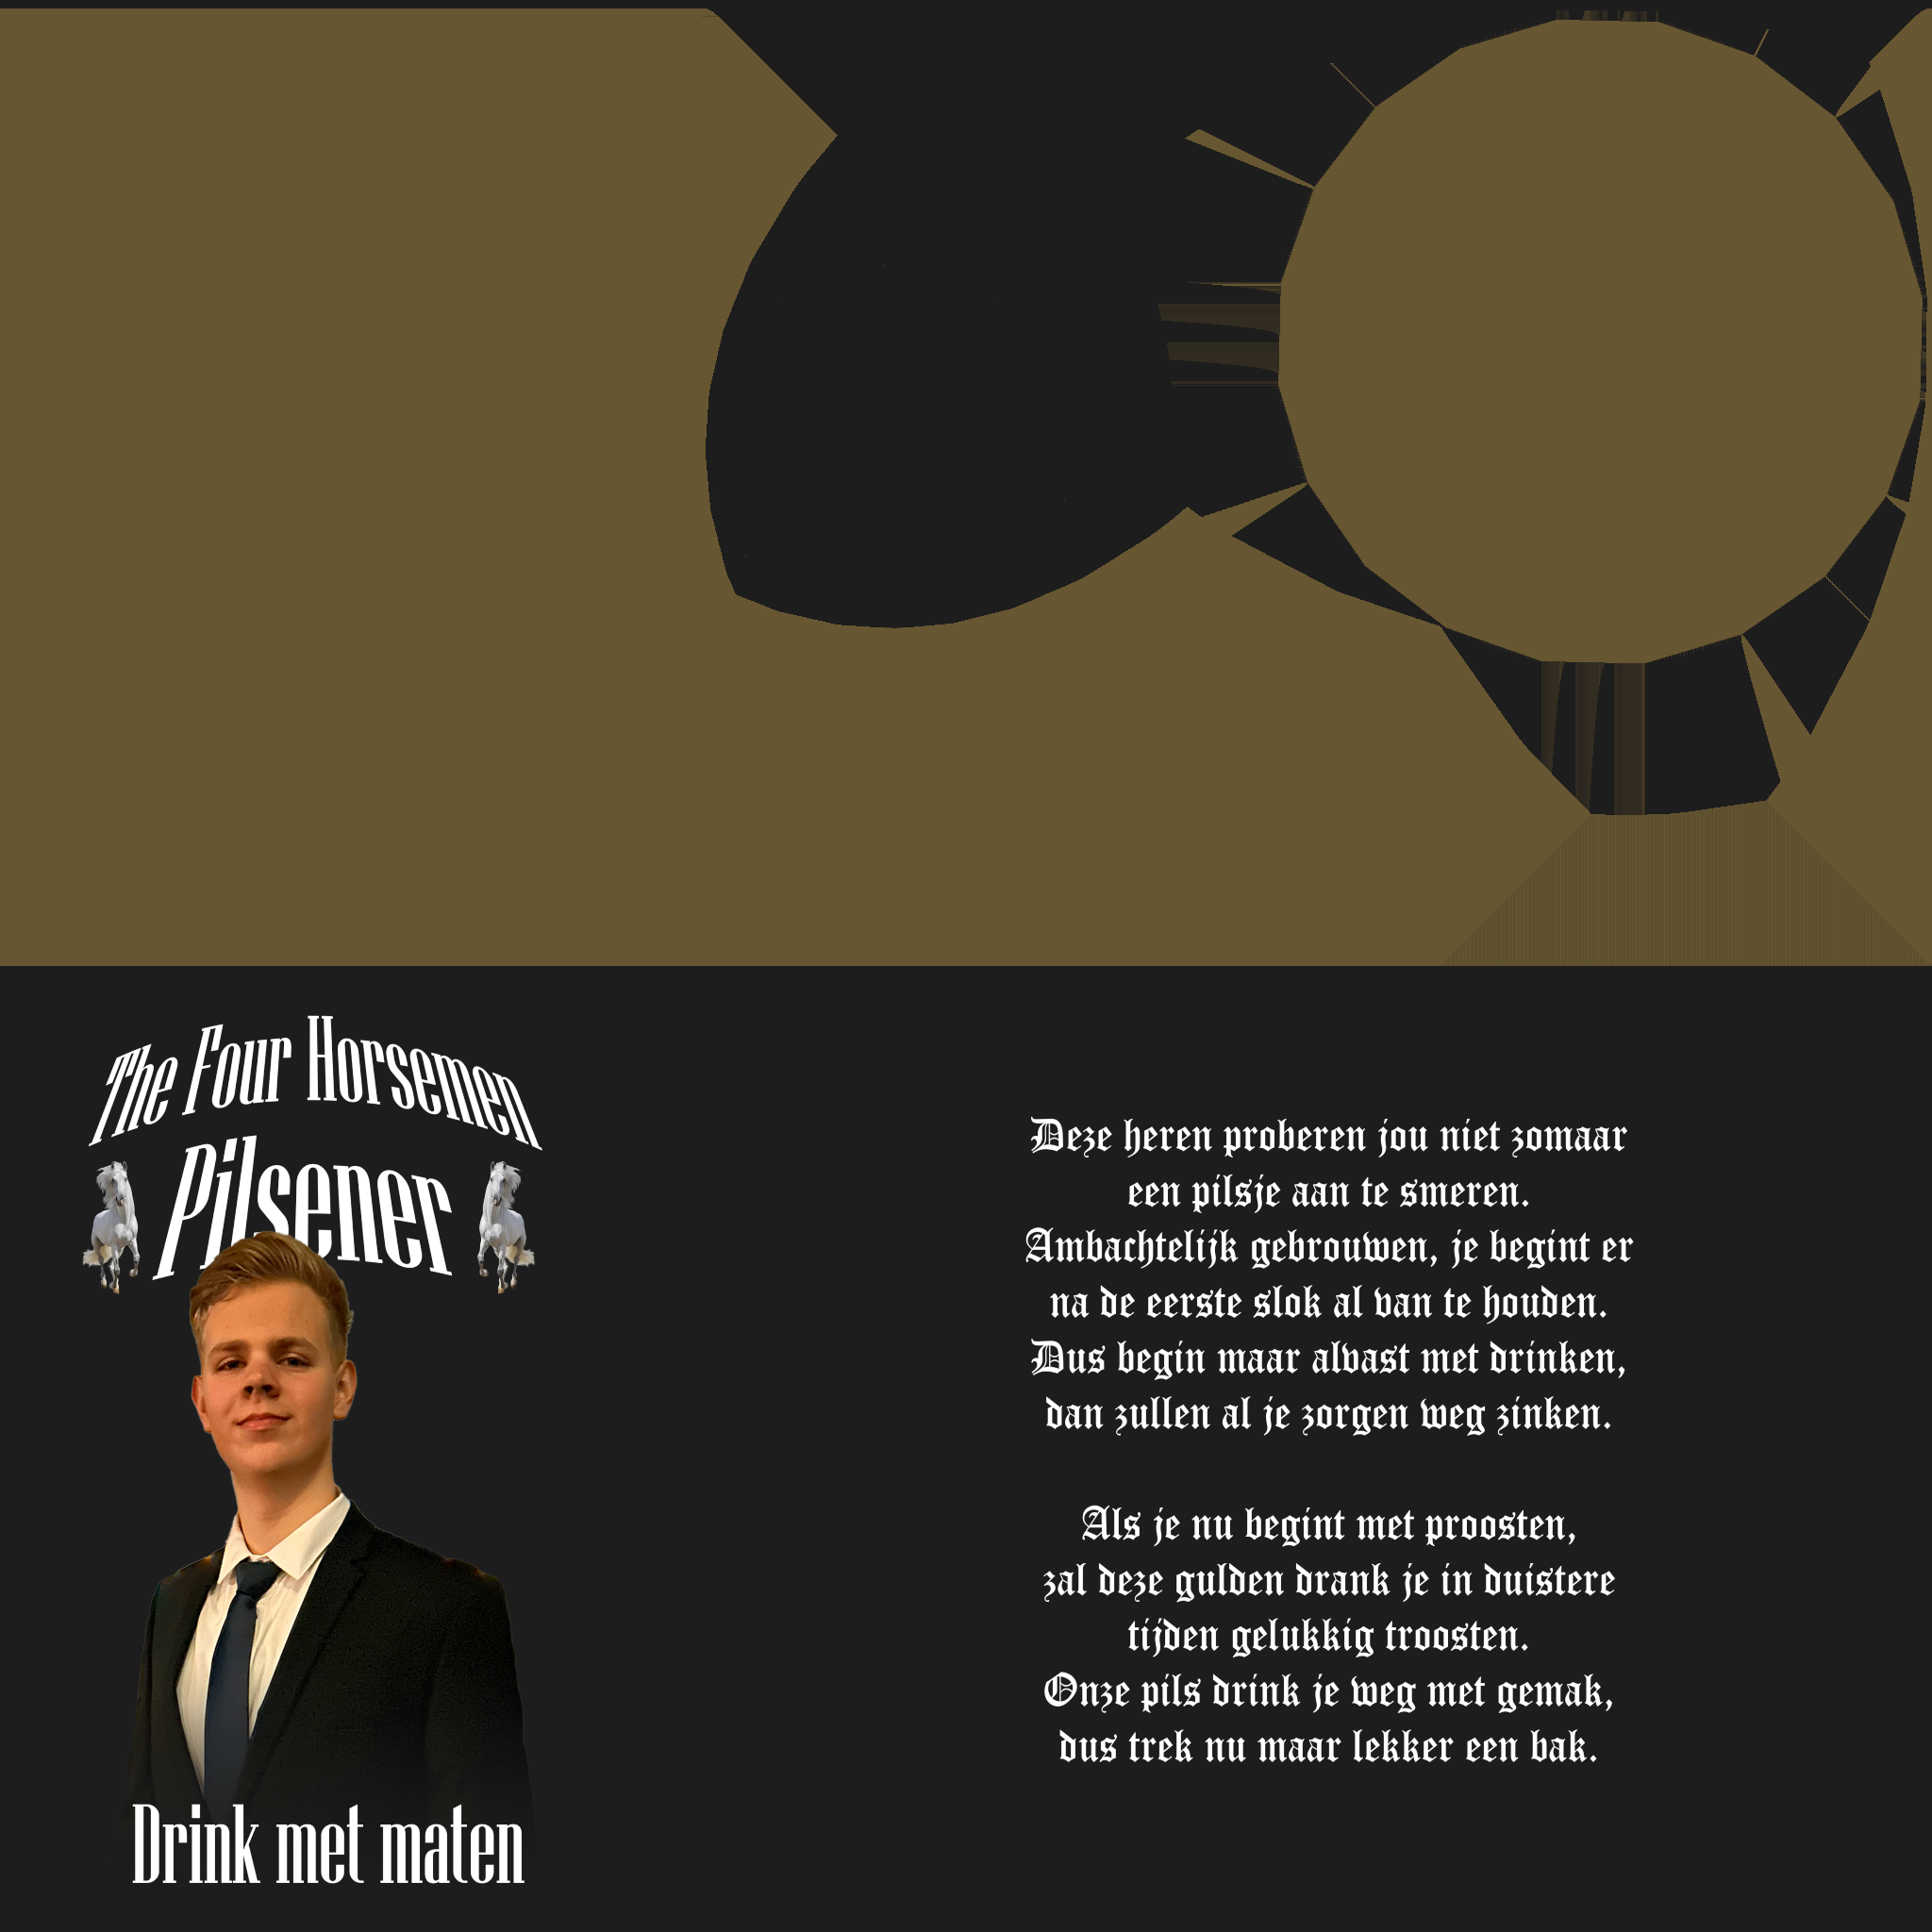 The Four Horsemen
Pilsener
Drink met maten
Deze heren proberen jou niet zomaar
een pilsje aan te smeren.
Ambachtelijk gebrouwen, je begint er
na de eerste slok al van te houden.
Dus begin maar alvast met drinken,
dan zullen al je zorgen weg zinken.
Als je nu begint met proosten,
zal deze gulden drank je in duistere
tijden gelukkig troosten.
Onze pils drink je weg met gemak,
dus trek nu maar lekker een bak.